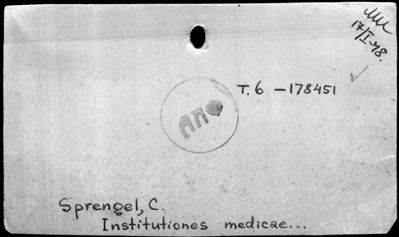 17/I 48.
T. 6 — 178451
Sprengel, C.
Institutiones medicae...